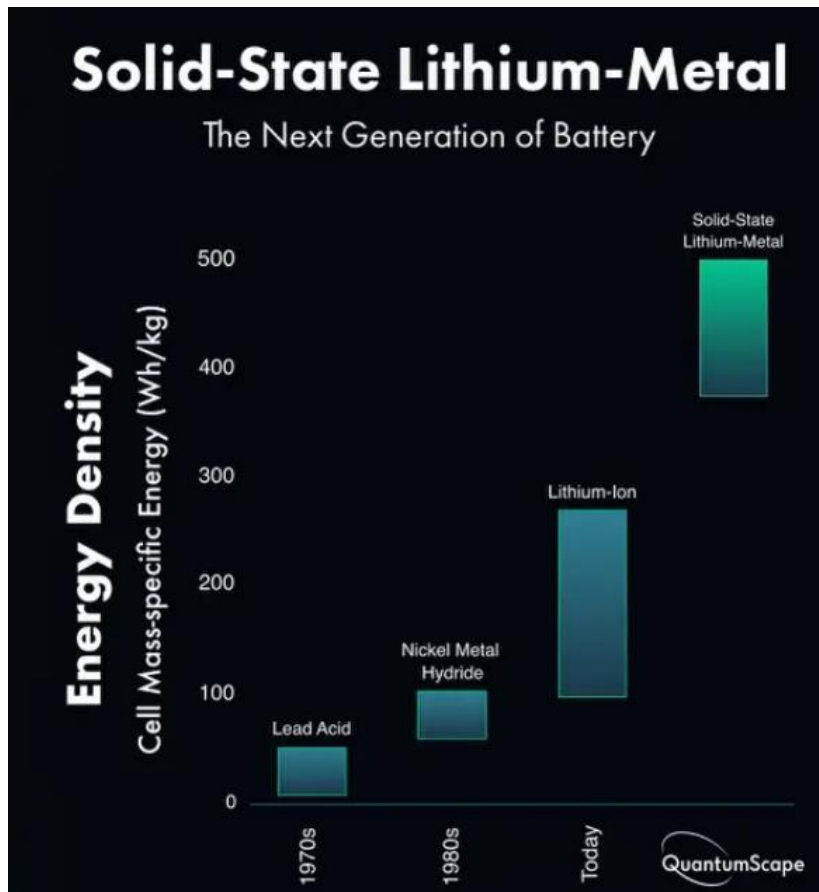 Solid-State Lithium-Metal
The Next Generation of Battery
Energy Density
Cell Mass-specific Energy (Wh/kg)
500
400
300
200
100
0
Lead Acid
Nickel Metal
Hydride
Lithium-Ion
Solid-State
Lithium-Metal
1970s
1980s
Today
QuantumScape